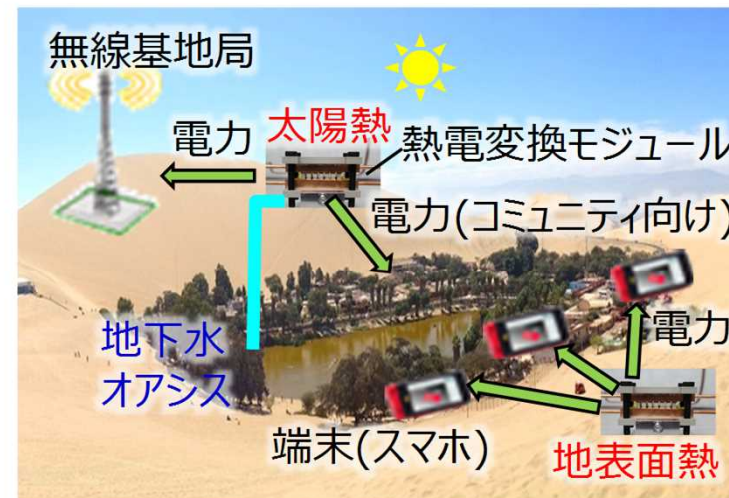 無線基地局
電力
太陽熱
熱電変換モジュール
電力(コミュニティ向け)
地下水
オアシス
電力
端末(スマホ)
地表面熱